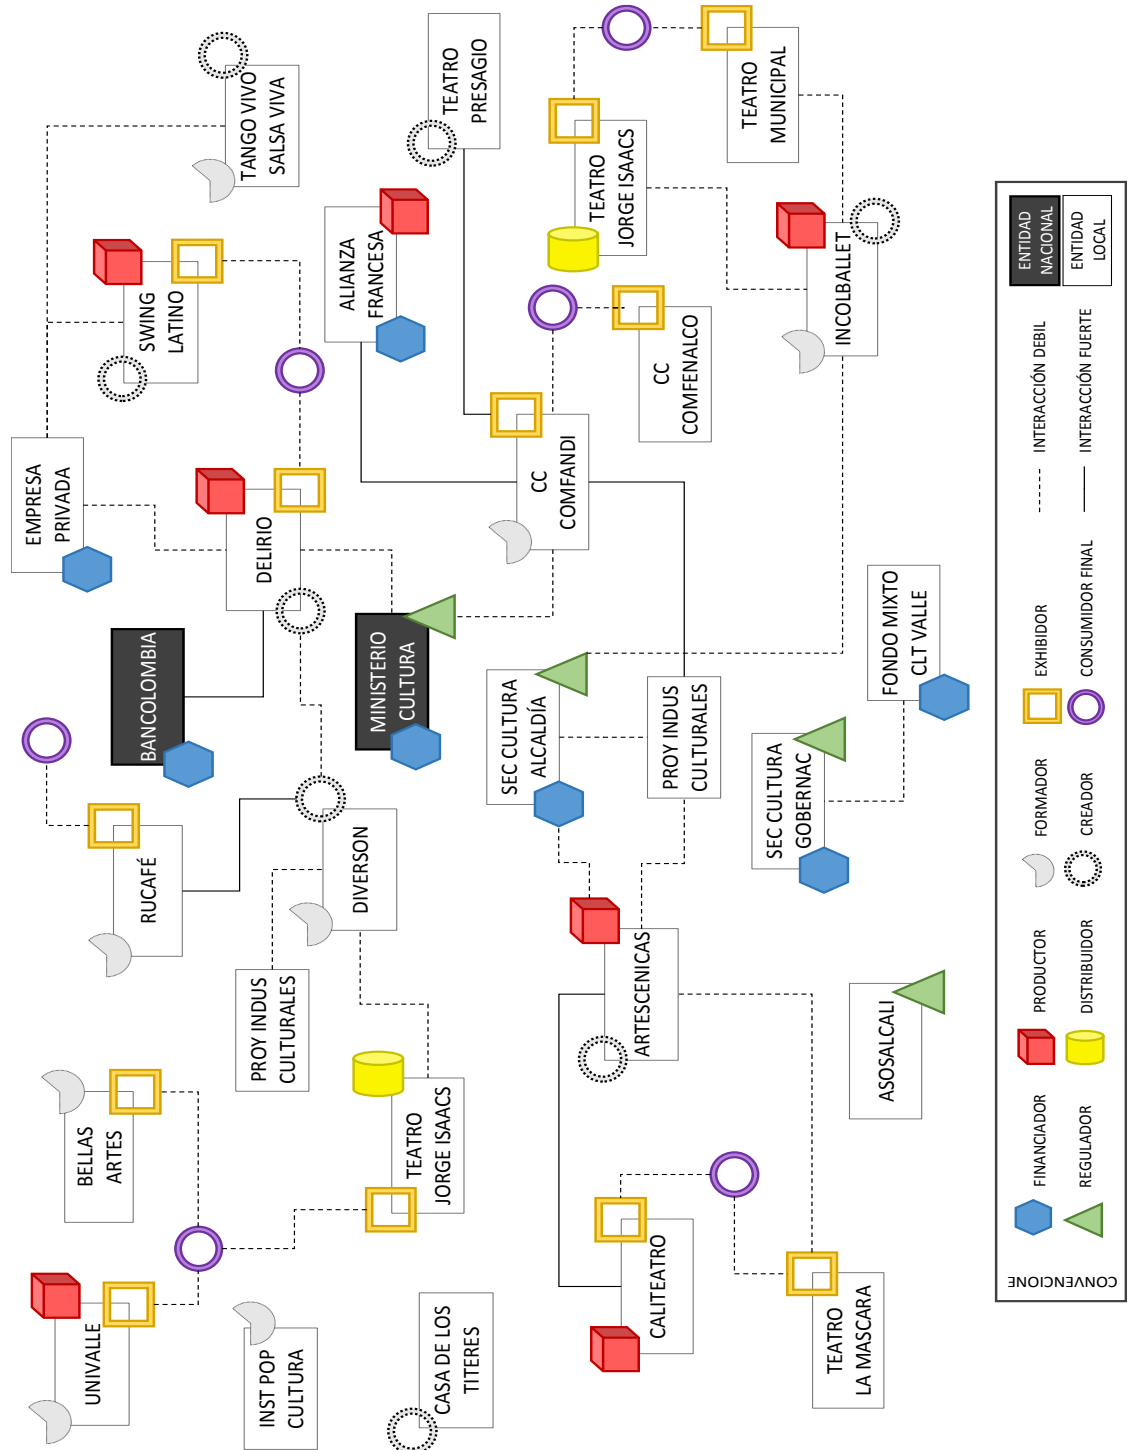 UNIVALLE
BELLAS
ARTES
RUCAFÉ
BANCOLOMBIA
EMPRESA
PRIVADA
SWING
LATINO
INST POP
CULTURA
PROY INDUS
CULTURALES
DELIRIO
TANGO VIVO
SALSA VIVA
CASA DE LOS
TITERES
TEATRO
JORGE ISAACS
DIVERSON
MINISTERIO
CULTURA
ALIANZA
FRANCESA
TEATRO
PRESAGIO
CALITEATRO
ARTESCENICAS
SEC CULTURA
ALCALDÍA
CC
COMFANDI
TEATRO
JORGE ISAACS
PROY INDUS
CULTURALES
CC
COMFENALCO
TEATRO
MUNICIPAL
TEATRO
LA MASCARA
ASOSALCALI
SEC CULTURA
GOBERNAC
FONDO MIXTO
CLT VALLE
INCOLBALLET
CONVENCIONE
FINANCIADOR
PRODUCTOR
FORMADOR
EXHIBIDOR
INTERACCIÓN DEBIL
ENTIDAD
NACIONAL
REGULADOR
DISTRIBUIDOR
CREADOR
CONSUMIDOR FINAL
INTERACCIÓN FUERTE
ENTIDAD
LOCAL